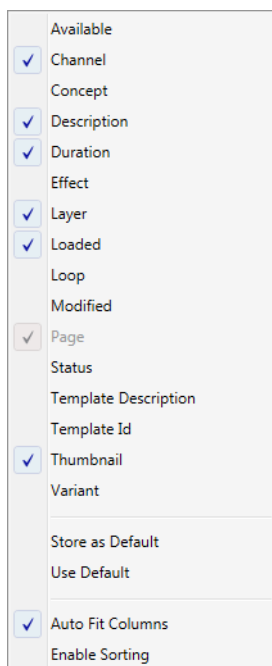 Available
Channel
Concept
Description
Duration
Effect
Layer
Loaded
Loop
Modified
Page
Status
Template Description
Template Id
Thumbnail
Variant
Store as Default
Use Default
Auto Fit Columns
Enable Sorting